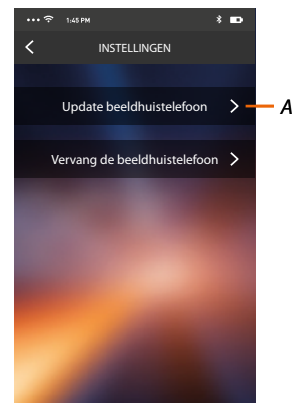 1:45 PM
INSTELLINGEN
Update beeldhuistelefoon
A
Vervang de beeldhuistelefoon